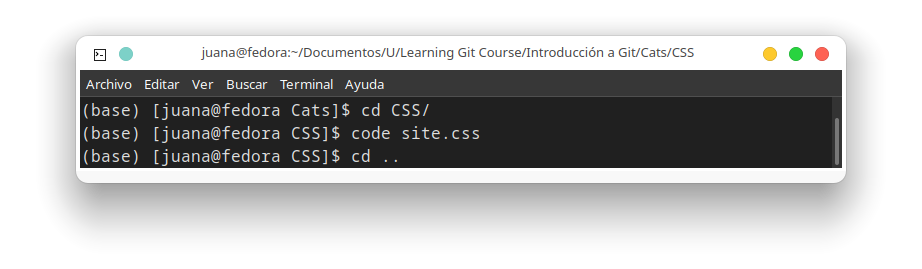 juana@fedora:~/Documentos/U/Learning Git Course/Introducción a Git/Cats/CSS
Archivo Editar Ver Buscar Terminal Ayuda
(base) [juana@fedora Cats]$ cd CSS/
(base) [juana@fedora CSS]$ code site.css
(base) [juana@fedora CSS]$ cd ..